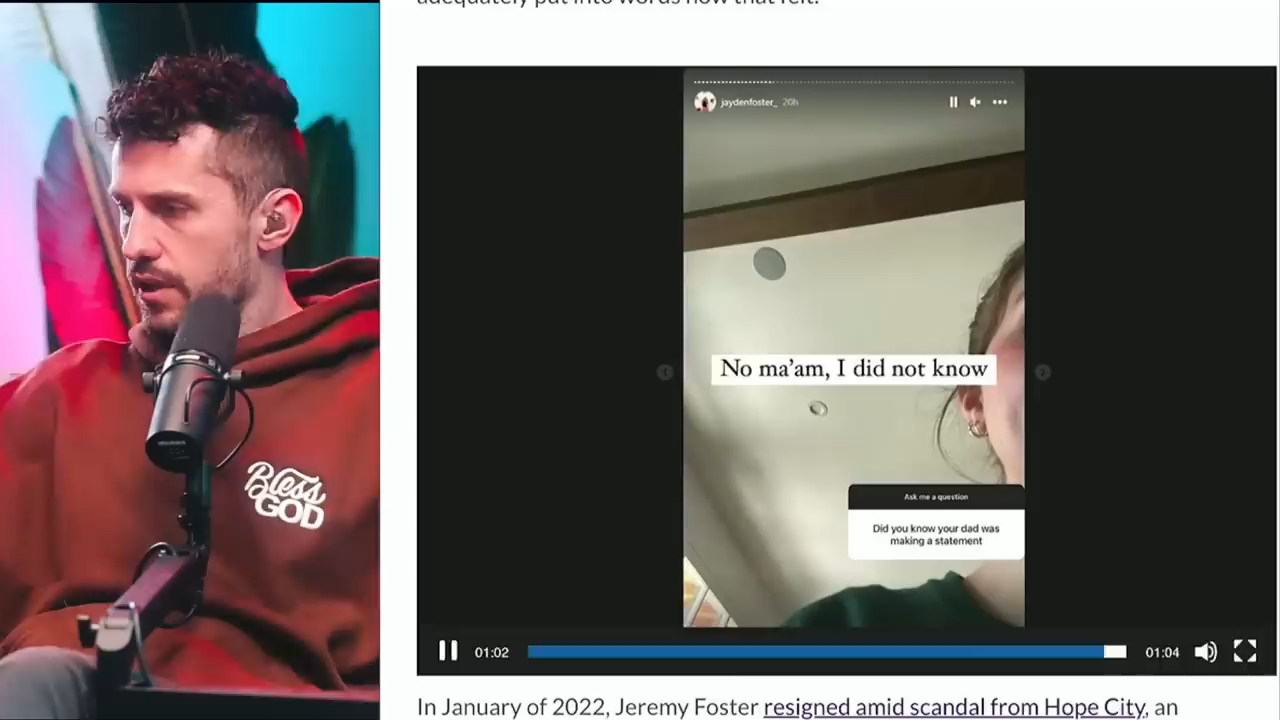 adequately put into words how that felt.
jaydenfoster_ 20h
No ma'am, I did not know
Ask me a question
Did you know your dad was
making a statement
Bless
GOD
01:02
01:04
In January of 2022, Jeremy Foster resigned amid scandal from Hope City, an